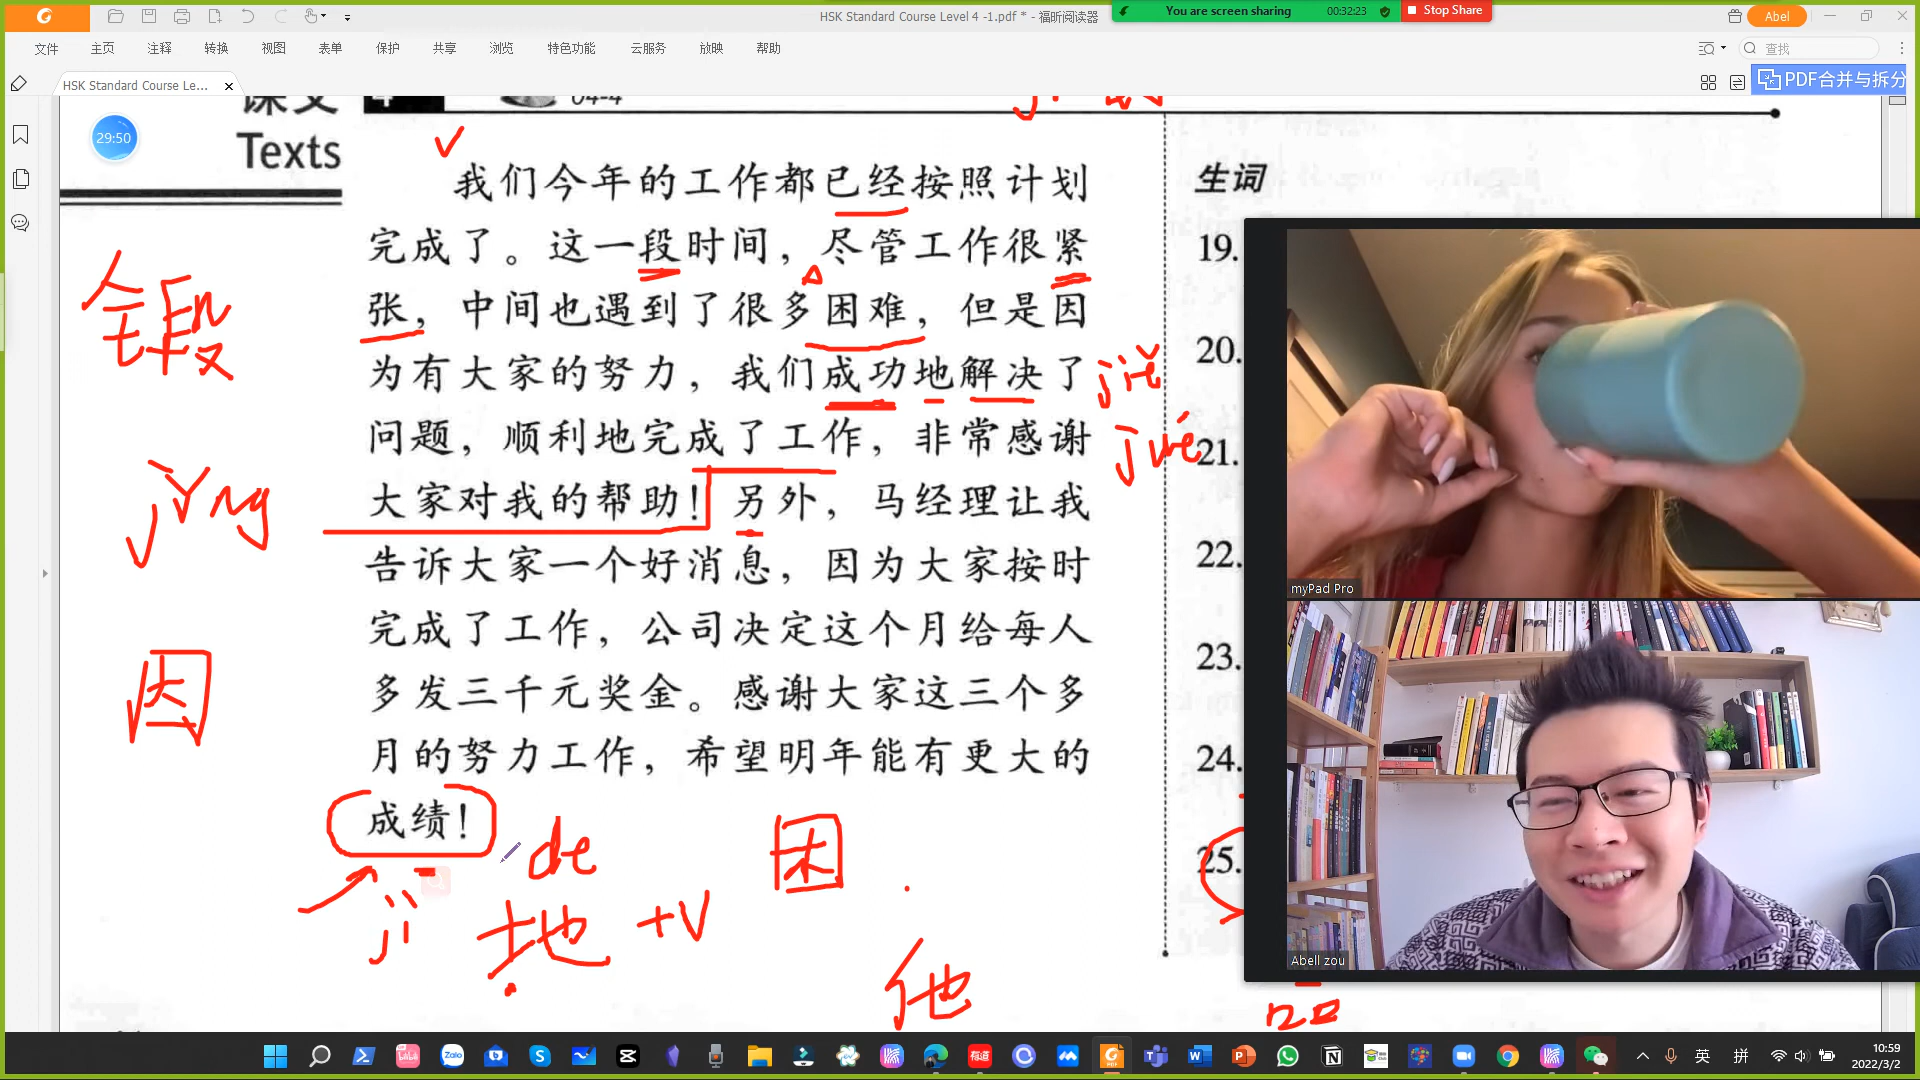 HSK Standard Course Level 4 -1.pdf * - 福昕阅读器
You are screen sharing
00:32:23
Stop Share
Abel
文件
主页
注释
转换
视图
表单
保护
共享
浏览
特色功能
云服务
放映
帮助
查找
HSK Standard Course Le...
PDF合并与拆分
29:50
课文
Texts
4
04-4
我们今年的工作都已经按照计划
完成了。这一段时间，尽管工作很紧
张，中间也遇到了很多困难，但是因
为有大家的努力，我们成功地解决了
问题，顺利地完成了工作，非常感谢
大家对我的帮助！另外，马经理让我
告诉大家一个好消息，因为大家按时
完成了工作，公司决定这个月给每人
多发三千元奖金。感谢大家这三个多
月的努力工作，希望明年能有更大的
成绩！
生词
19.
20.
21.
22.
23.
24.
25.
锻
jǐng
因
jiě
jué
jì
de
地 +V
困
他
myPad Pro
Abell zou
英
拼
10:59
2022/3/2